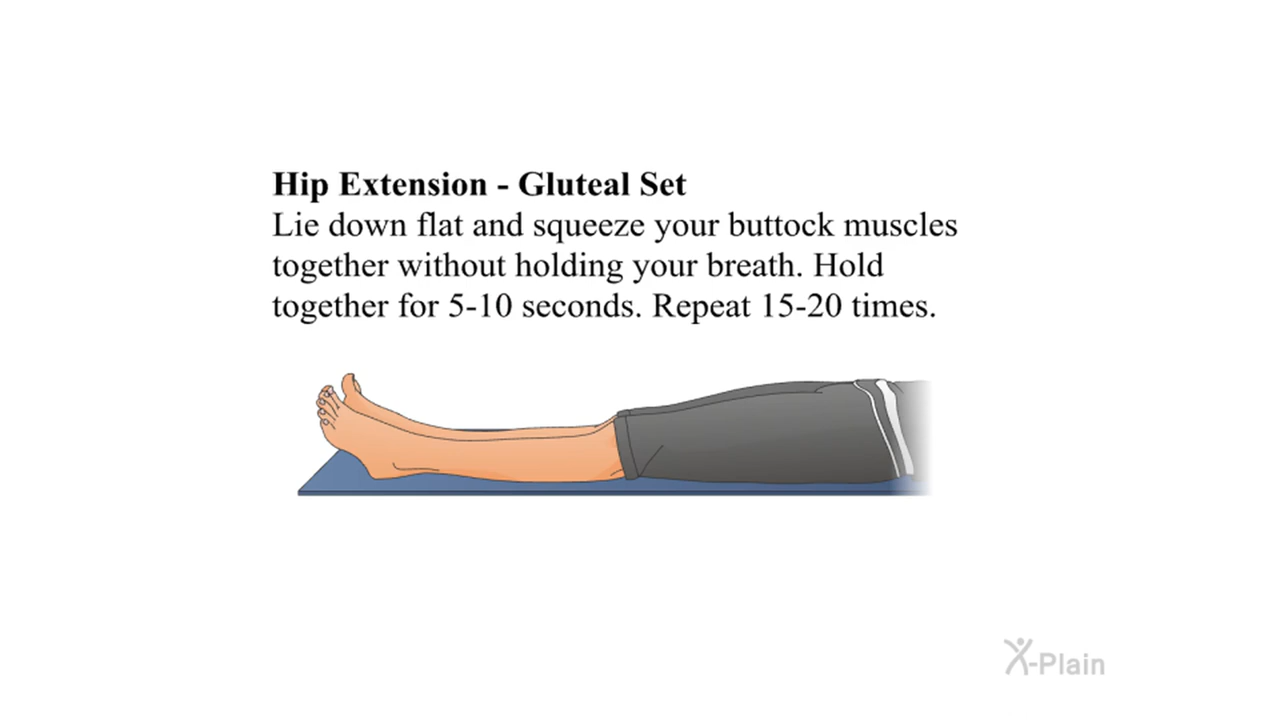 Hip Extension - Gluteal Set
Lie down flat and squeeze your buttock muscles
together without holding your breath. Hold
together for 5-10 seconds. Repeat 15-20 times.
X-Plain